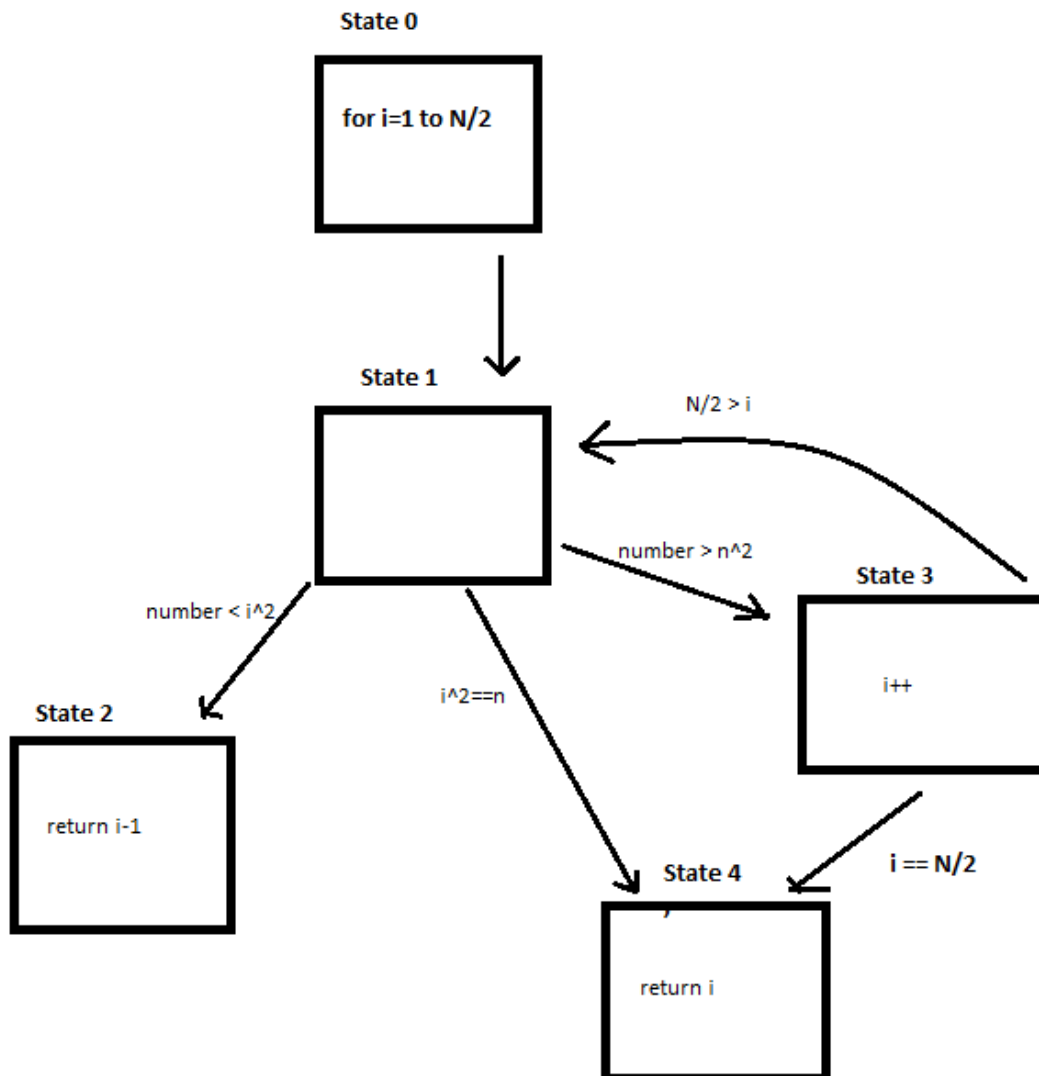 State 0
for i=1 to N/2
State 1
N/2 > i
number > n^2
State 3
number < i^2
i^2==n
i++
State 2
return i-1
i == N/2
State 4
return i